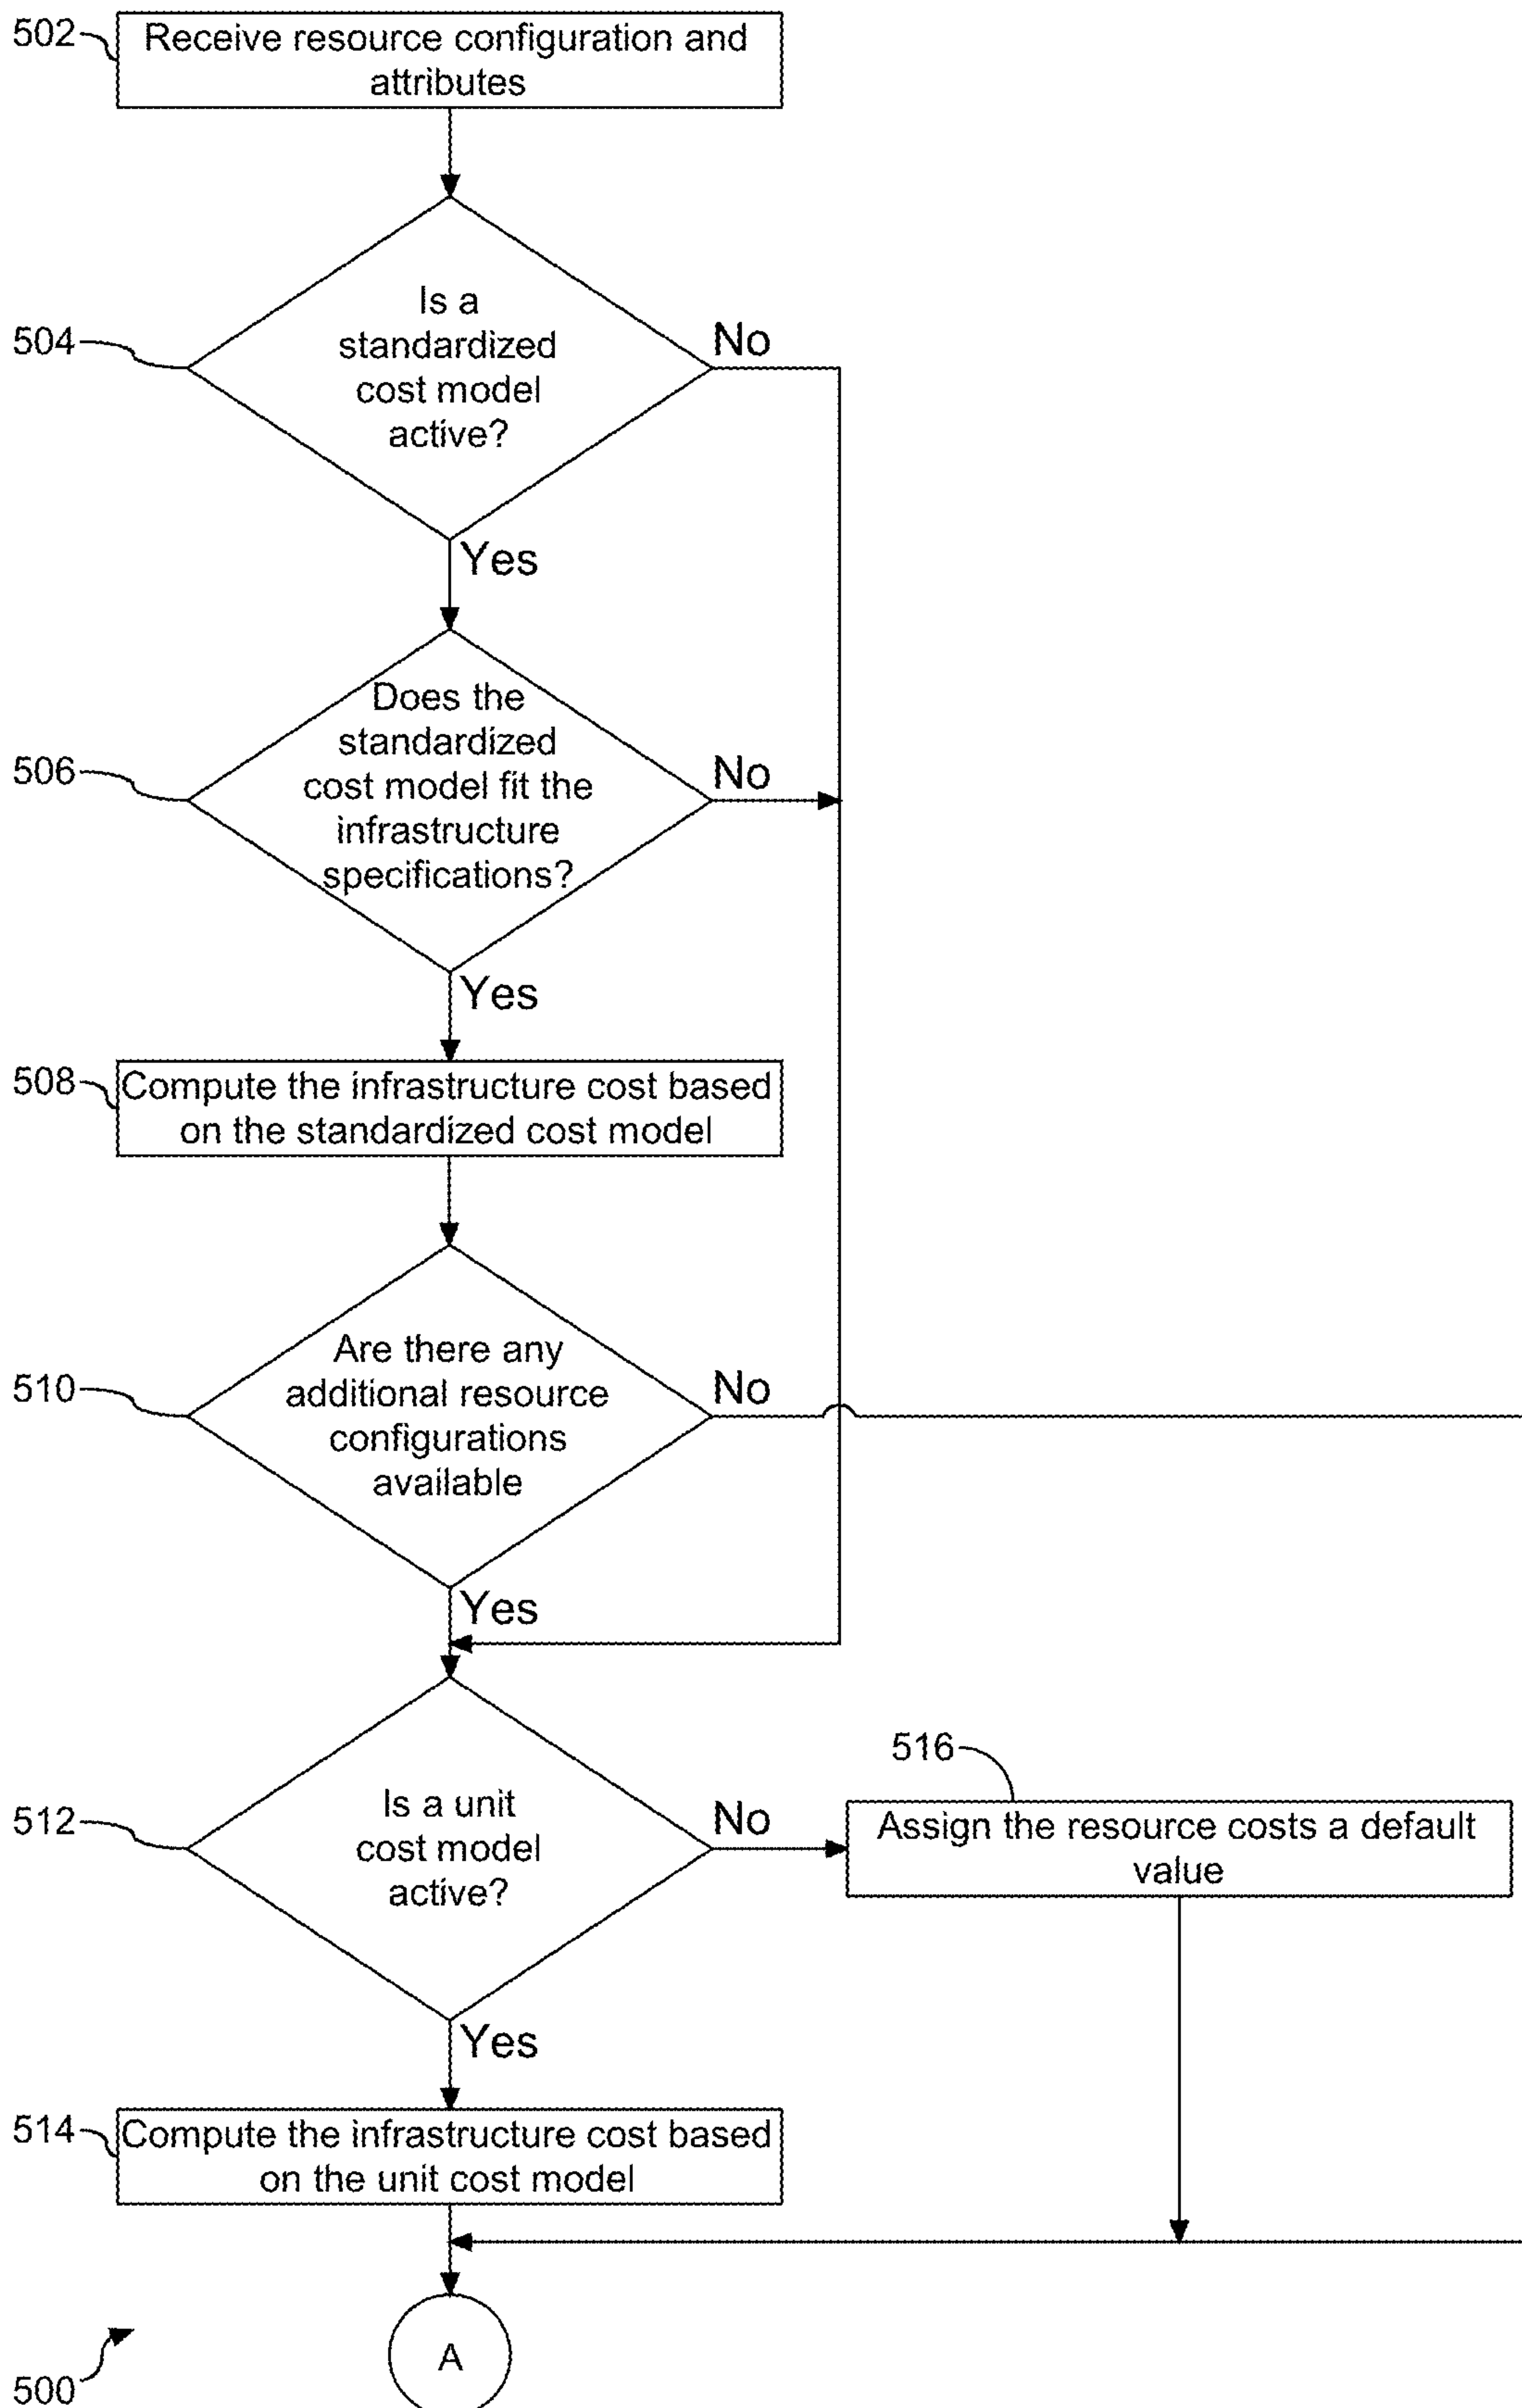 502
Receive resource configuration and
attributes
504
Is a
standardized
cost model
active?
No
Yes
506
Does the
standardized
cost model fit the
infrastructure
specifications?
No
Yes
508
Compute the infrastructure cost based
on the standardized cost model
510
Are there any
additional resource
configurations
available
No
Yes
512
Is a unit
cost model
active?
No
516
Assign the resource costs a default
value
Yes
514
Compute the infrastructure cost based
on the unit cost model
A
500